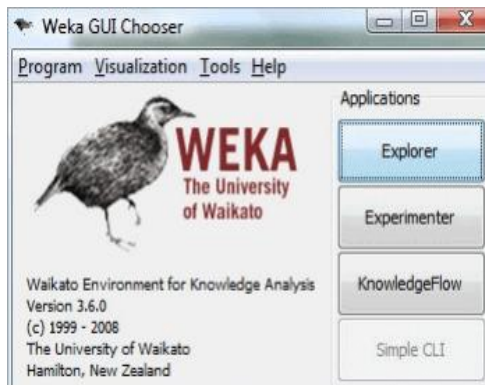 Weka GUI Chooser
Program Visualization Tools Help
Applications
WEKA
The University
of Waikato
Explorer
Experimenter
KnowledgeFlow
Simple CLI
Waikato Environment for Knowledge Analysis
Version 3.6.0
(c) 1999 - 2008
The University of Waikato
Hamilton, New Zealand